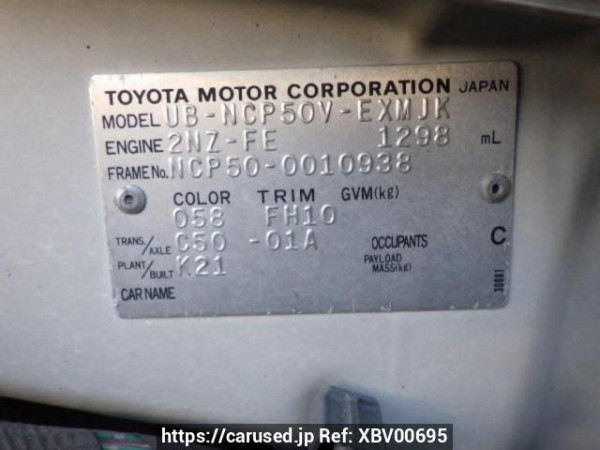 TOYOTA MOTOR CORPORATION JAPAN
MODEL UB-NCP50V-EXMJK
ENGINE 2NZ-FE 1298 mL
FRAME No. NCP50-0010938
COLOR TRIM GVM(kg)
058 FH10
TRANS./AXLE C50 -01A OCCUPANTS C
PLANT/BUILT K21 PAYLOAD MASS(kg)
CAR NAME
30881
https://carused.jp Ref: XBV00695